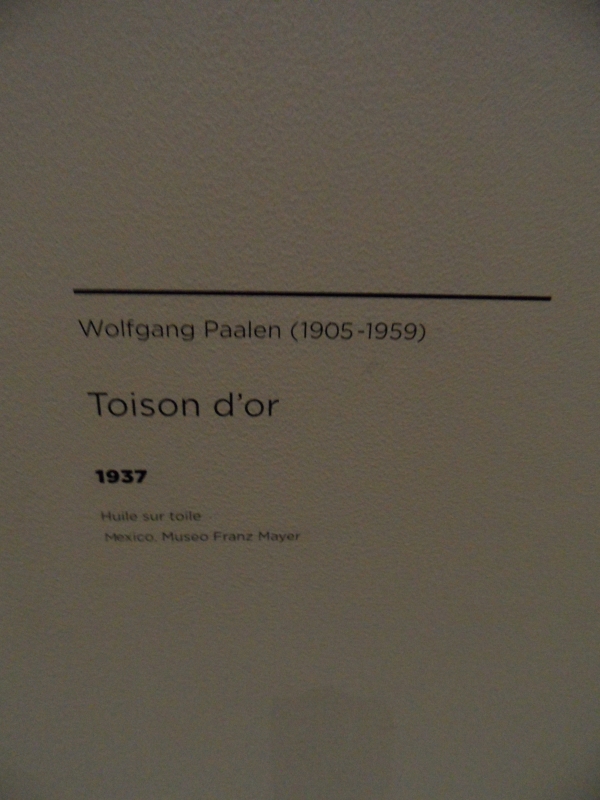 Wolfgang Paalen (1905-1959)
Toison d'or
1937
Huile sur toile
Mexico, Museo Franz Mayer